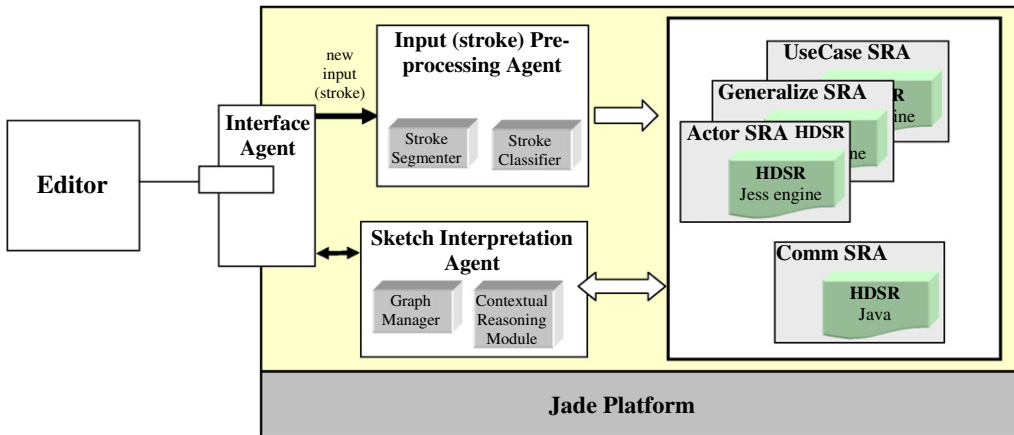 Input (stroke) Pre-
processing Agent
new
input
(stroke)
UseCase SRA
Generalize SRA
Actor SRA HDSR
HDSR
Jess engine
Interface
Agent
Stroke
Segmenter
Stroke
Classifier
Editor
Sketch Interpretation
Agent
Graph
Manager
Contextual
Reasoning
Module
Comm SRA
HDSR
Java
Jade Platform